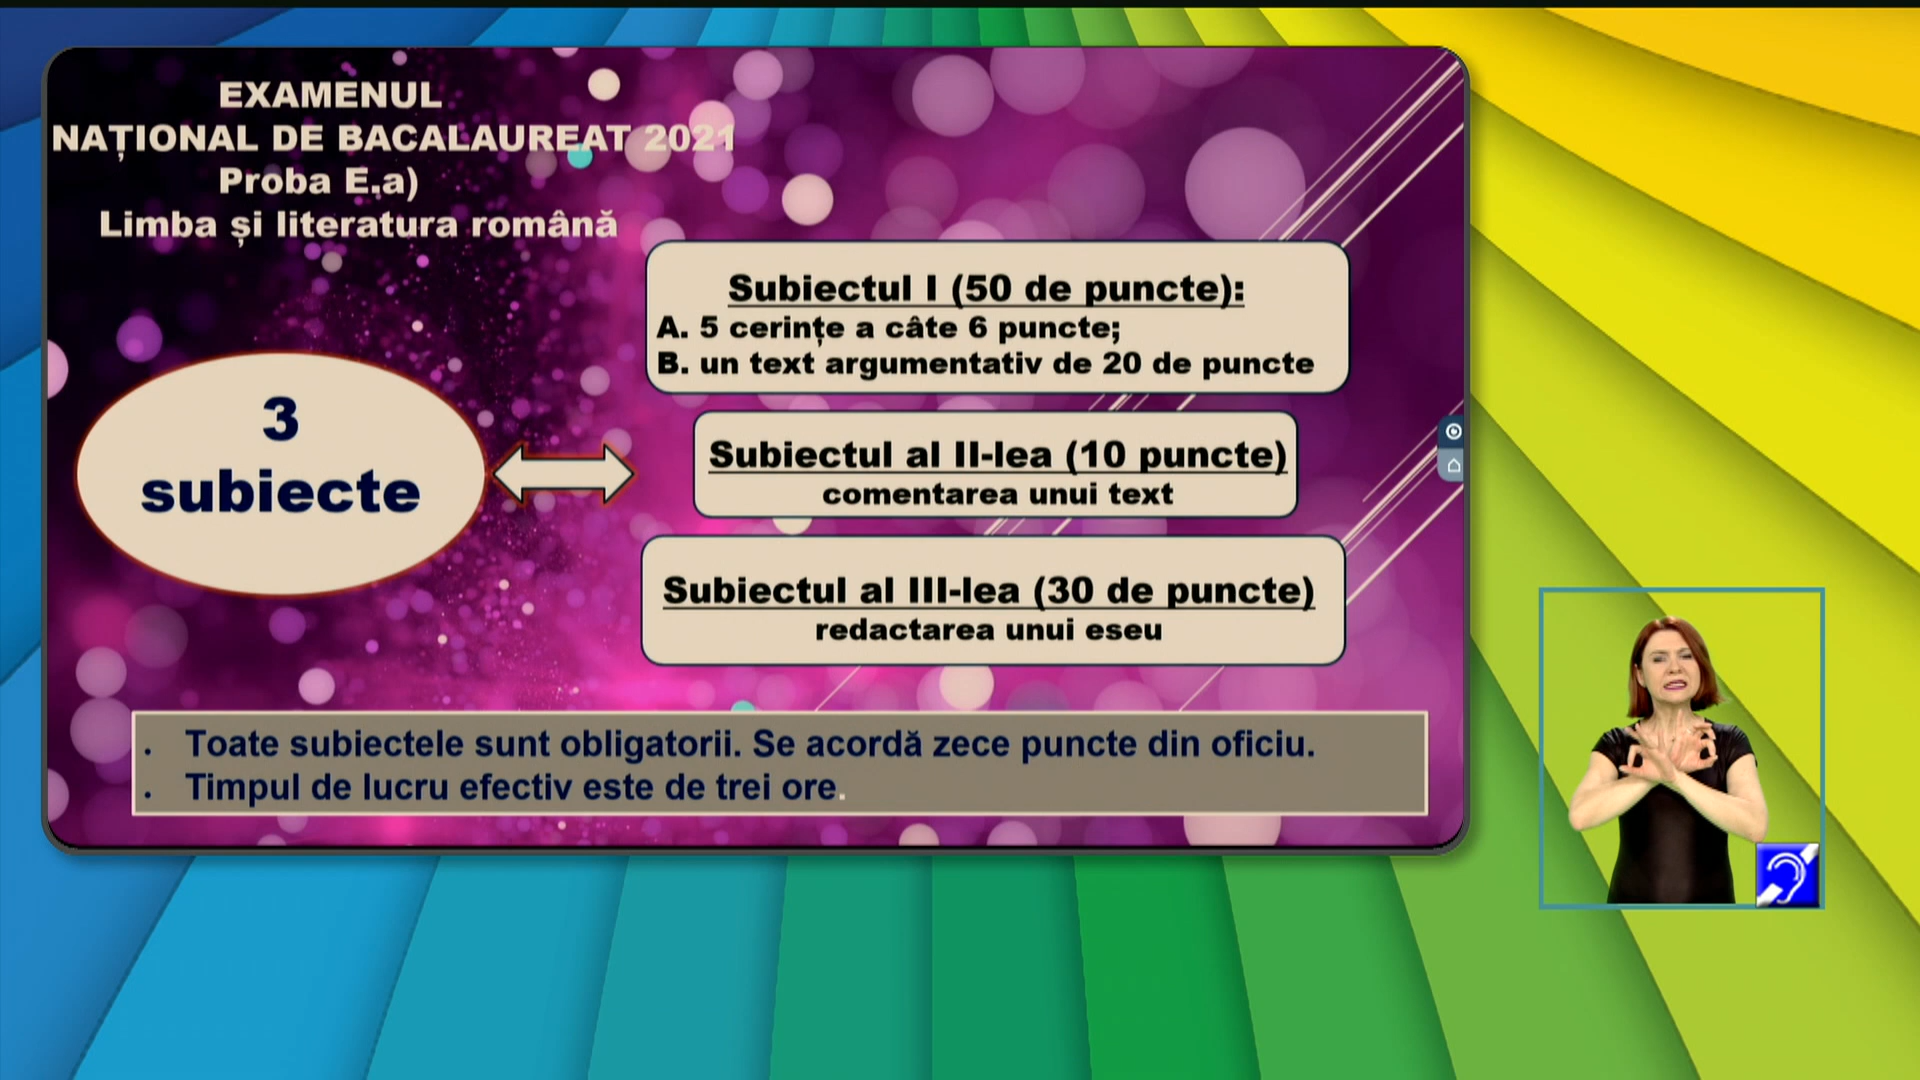 EXAMENUL
NAȚIONAL DE BACALAUREAT 2021
Proba E.a)
Limba și literatura română
Subiectul I (50 de puncte):
A. 5 cerințe a câte 6 puncte;
B. un text argumentativ de 20 de puncte
3
subiecte
Subiectul al II-lea (10 puncte)
comentarea unui text
Subiectul al III-lea (30 de puncte)
redactarea unui eseu
• Toate subiectele sunt obligatorii. Se acordă zece puncte din oficiu.
• Timpul de lucru efectiv este de trei ore.